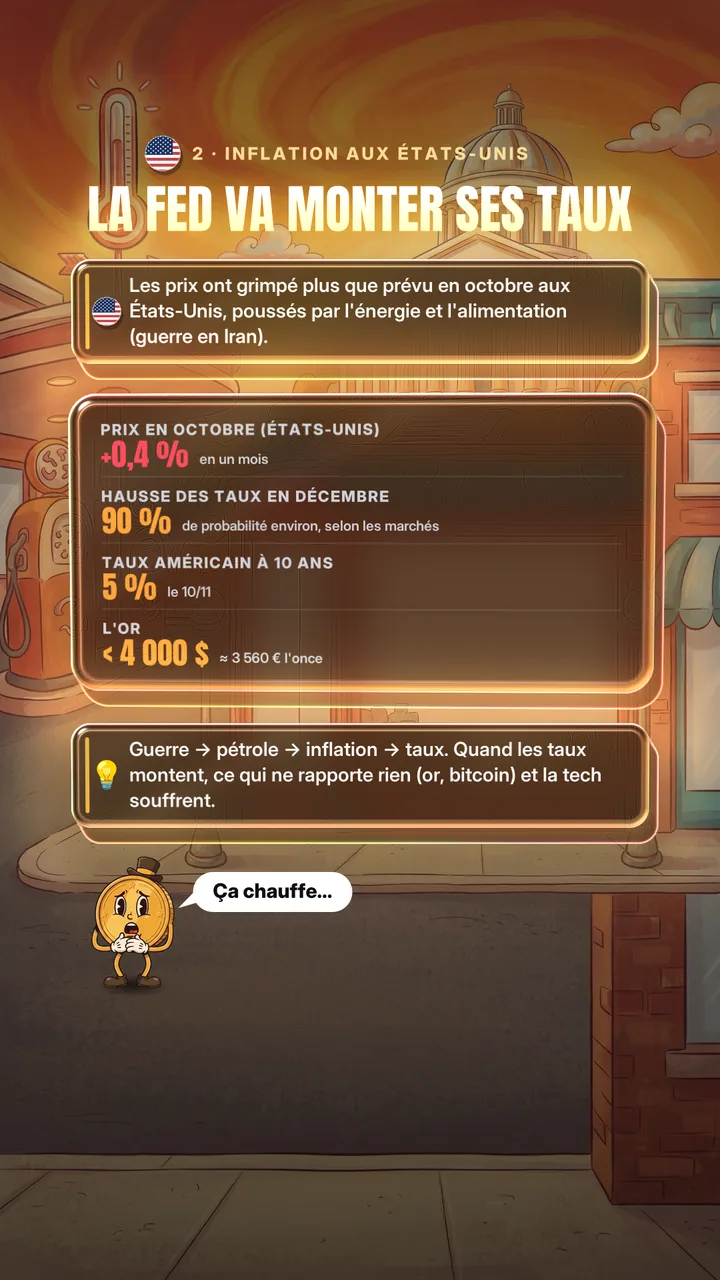 2 · INFLATION AUX ÉTATS-UNIS
LA FED VA MONTER SES TAUX
Les prix ont grimpé plus que prévu en octobre aux
États-Unis, poussés par l'énergie et l'alimentation
(guerre en Iran).
PRIX EN OCTOBRE (ÉTATS-UNIS)
+0,4 % en un mois
HAUSSE DES TAUX EN DÉCEMBRE
90 % de probabilité environ, selon les marchés
TAUX AMÉRICAIN À 10 ANS
5 % le 10/11
L'OR
< 4 000 $ ≈ 3 560 € l'once
Guerre → pétrole → inflation → taux. Quand les taux
montent, ce qui ne rapporte rien (or, bitcoin) et la tech
souffrent.
Ça chauffe...